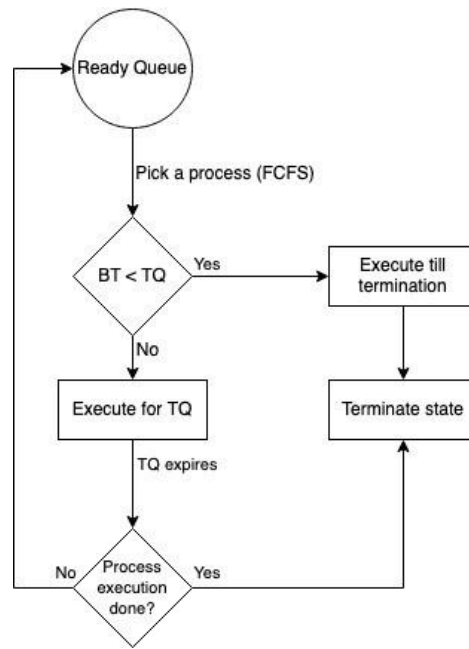 Ready Queue
Pick a process (FCFS)
BT < TQ
Yes
Execute till
termination
No
Execute for TQ
Terminate state
TQ expires
No
Process
execution
done?
Yes